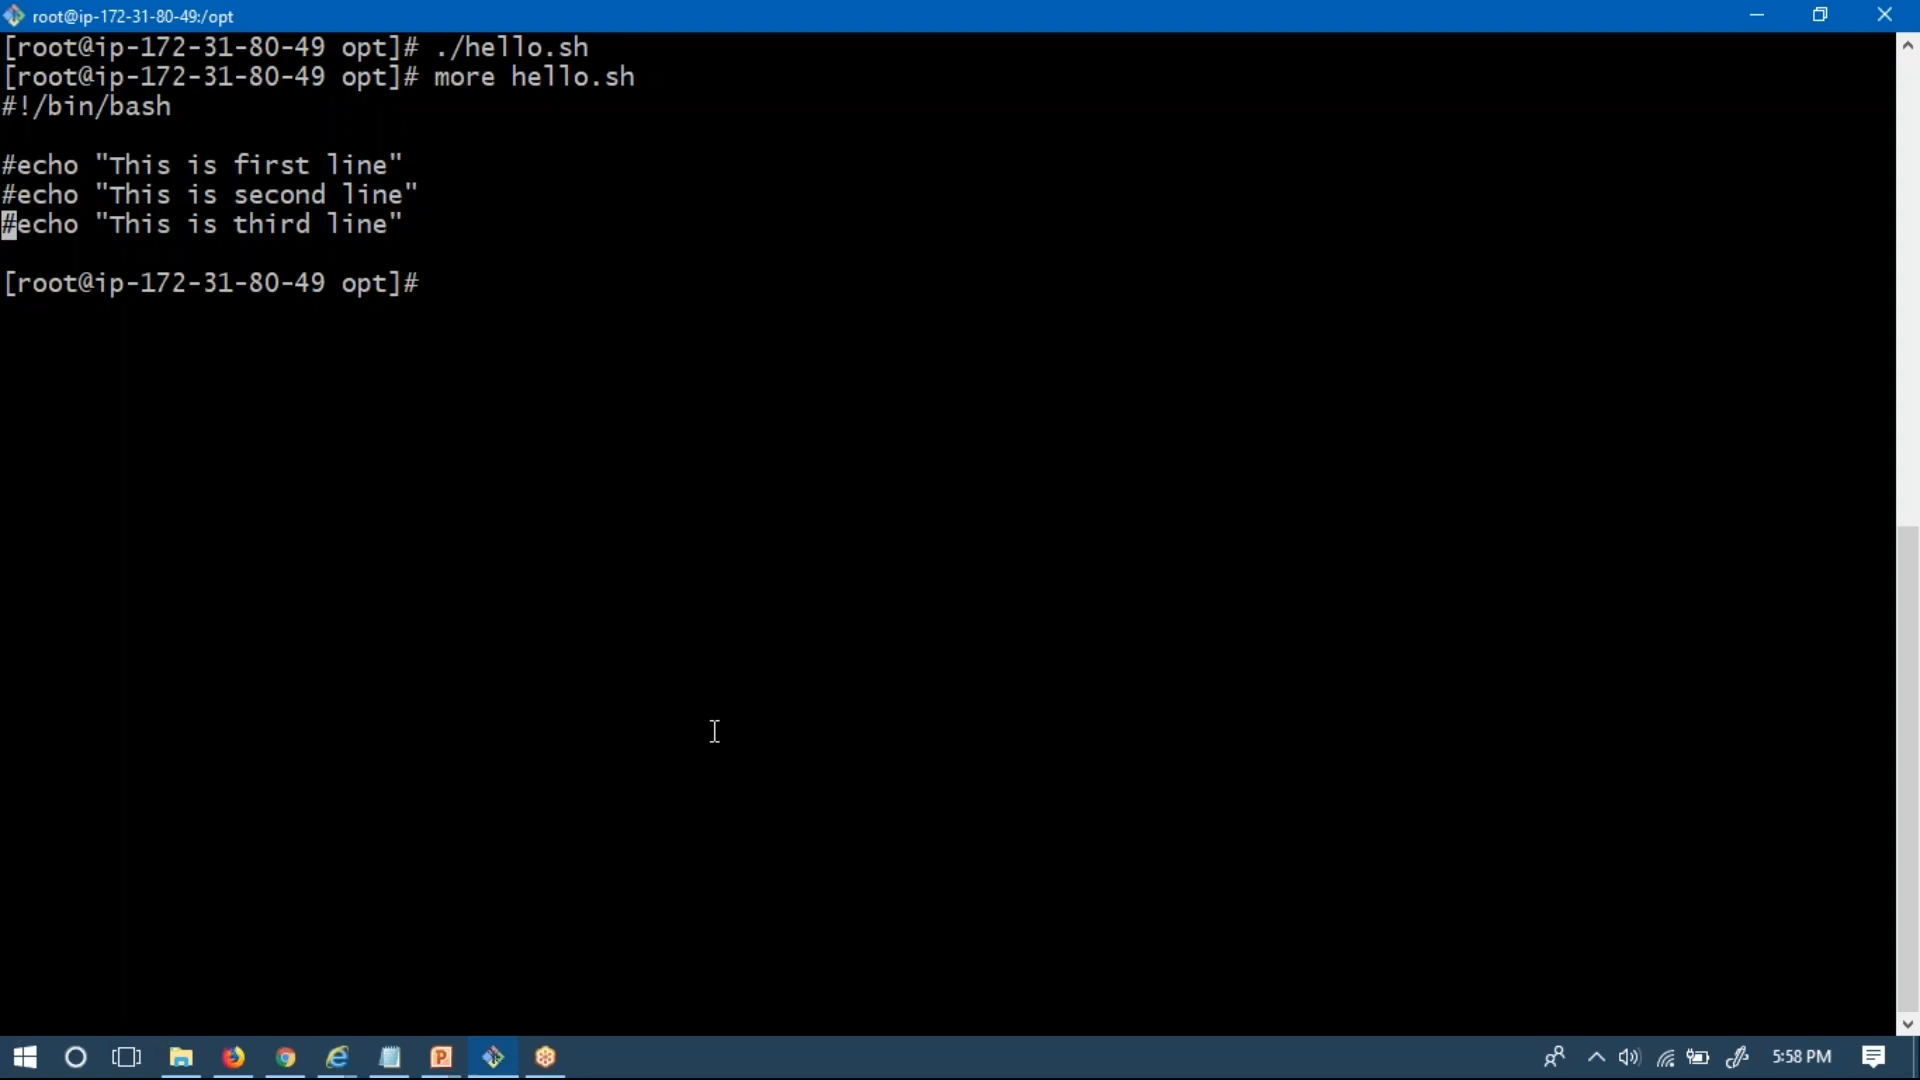 root@ip-172-31-80-49:/opt
[root@ip-172-31-80-49 opt]# ./hello.sh
[root@ip-172-31-80-49 opt]# more hello.sh
#!/bin/bash
#echo "This is first line"
#echo "This is second line"
#echo "This is third line"
[root@ip-172-31-80-49 opt]#
5:58 PM